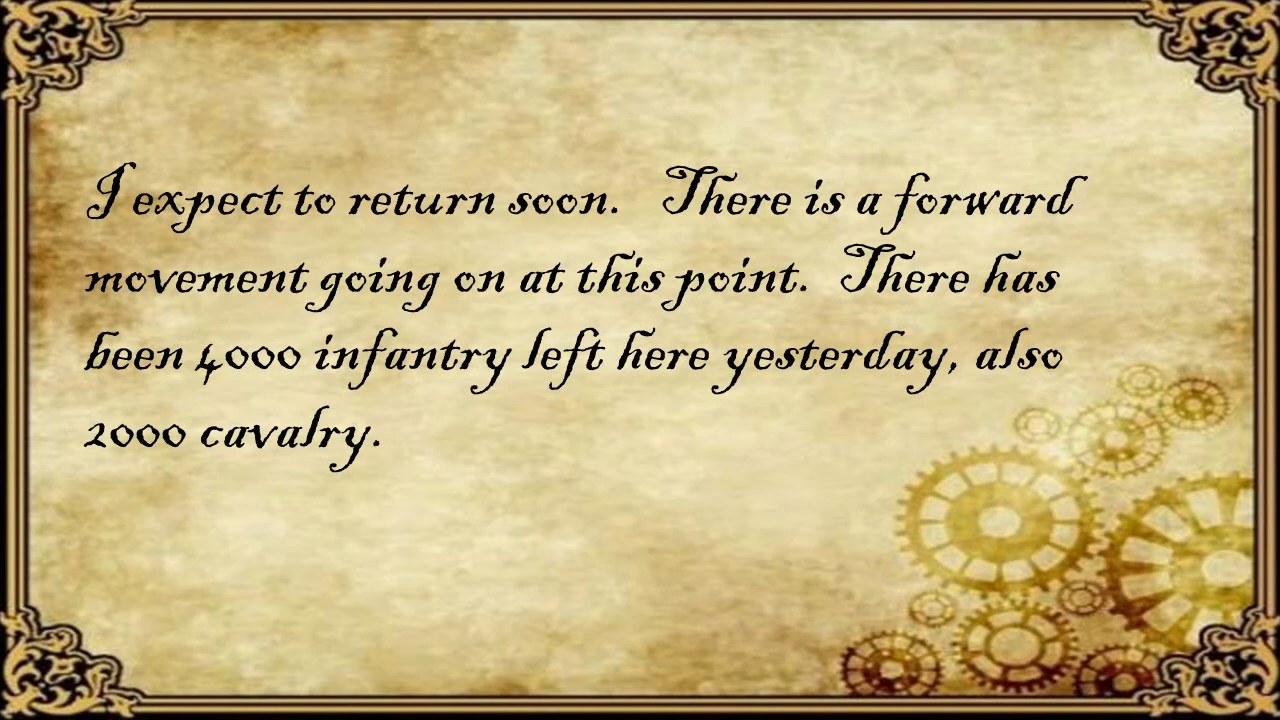 I expect to return soon.   There is a forward
movement going on at this point.  There has
been 4000 infantry left here yesterday, also
2000 cavalry.